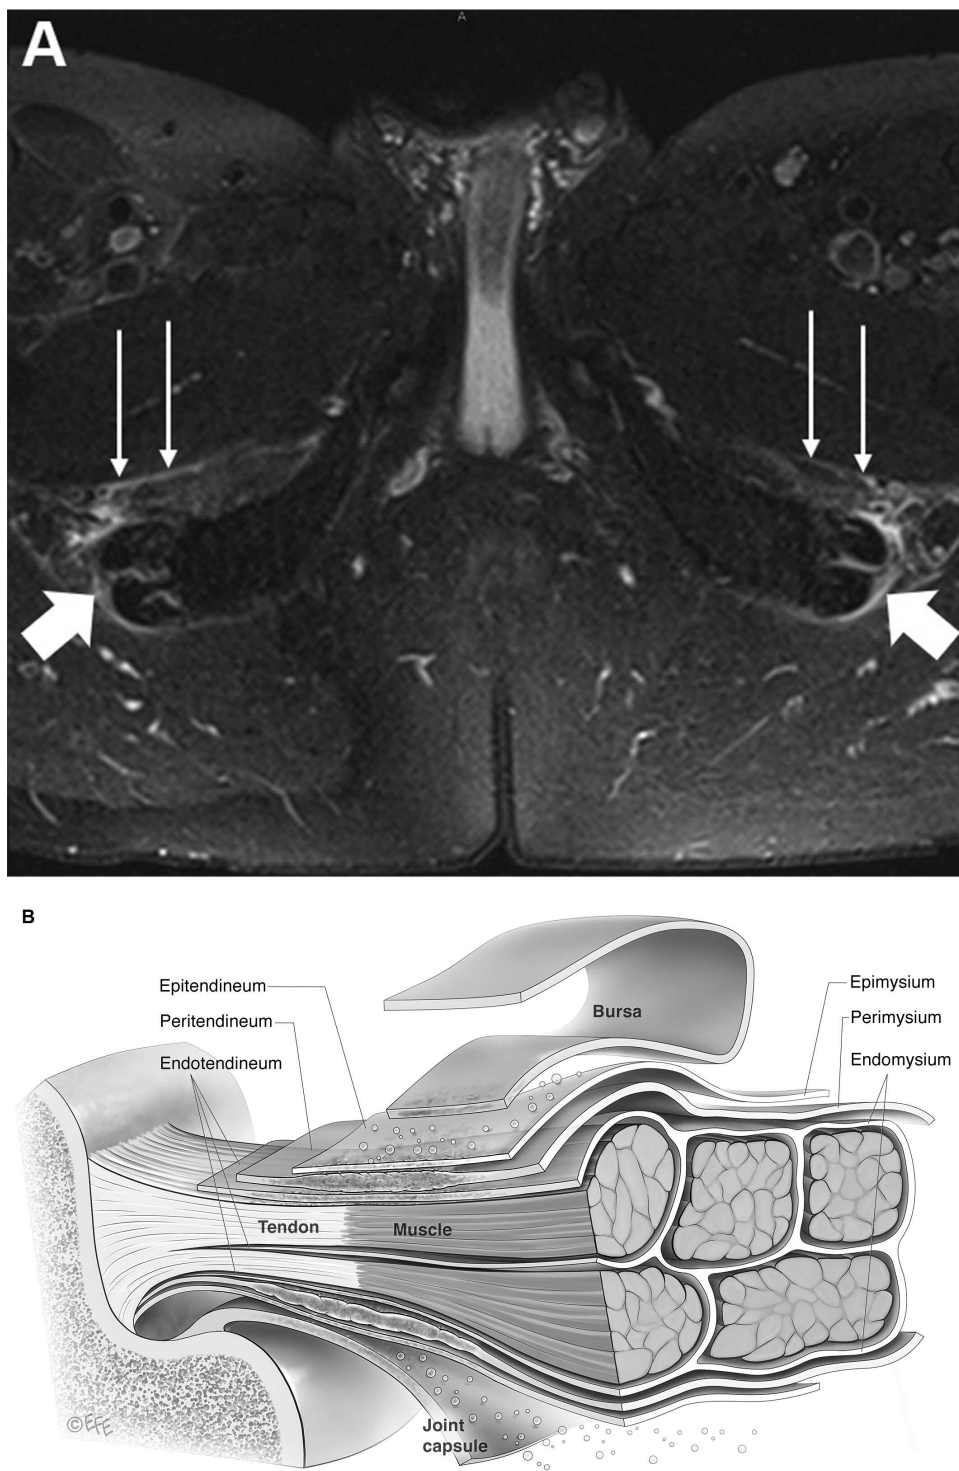 A
A
B
Epitendineum
Peritendineum
Endotendineum
Bursa
Epimysium
Perimysium
Endomysium
Tendon
Muscle
Joint
capsule
©EFE